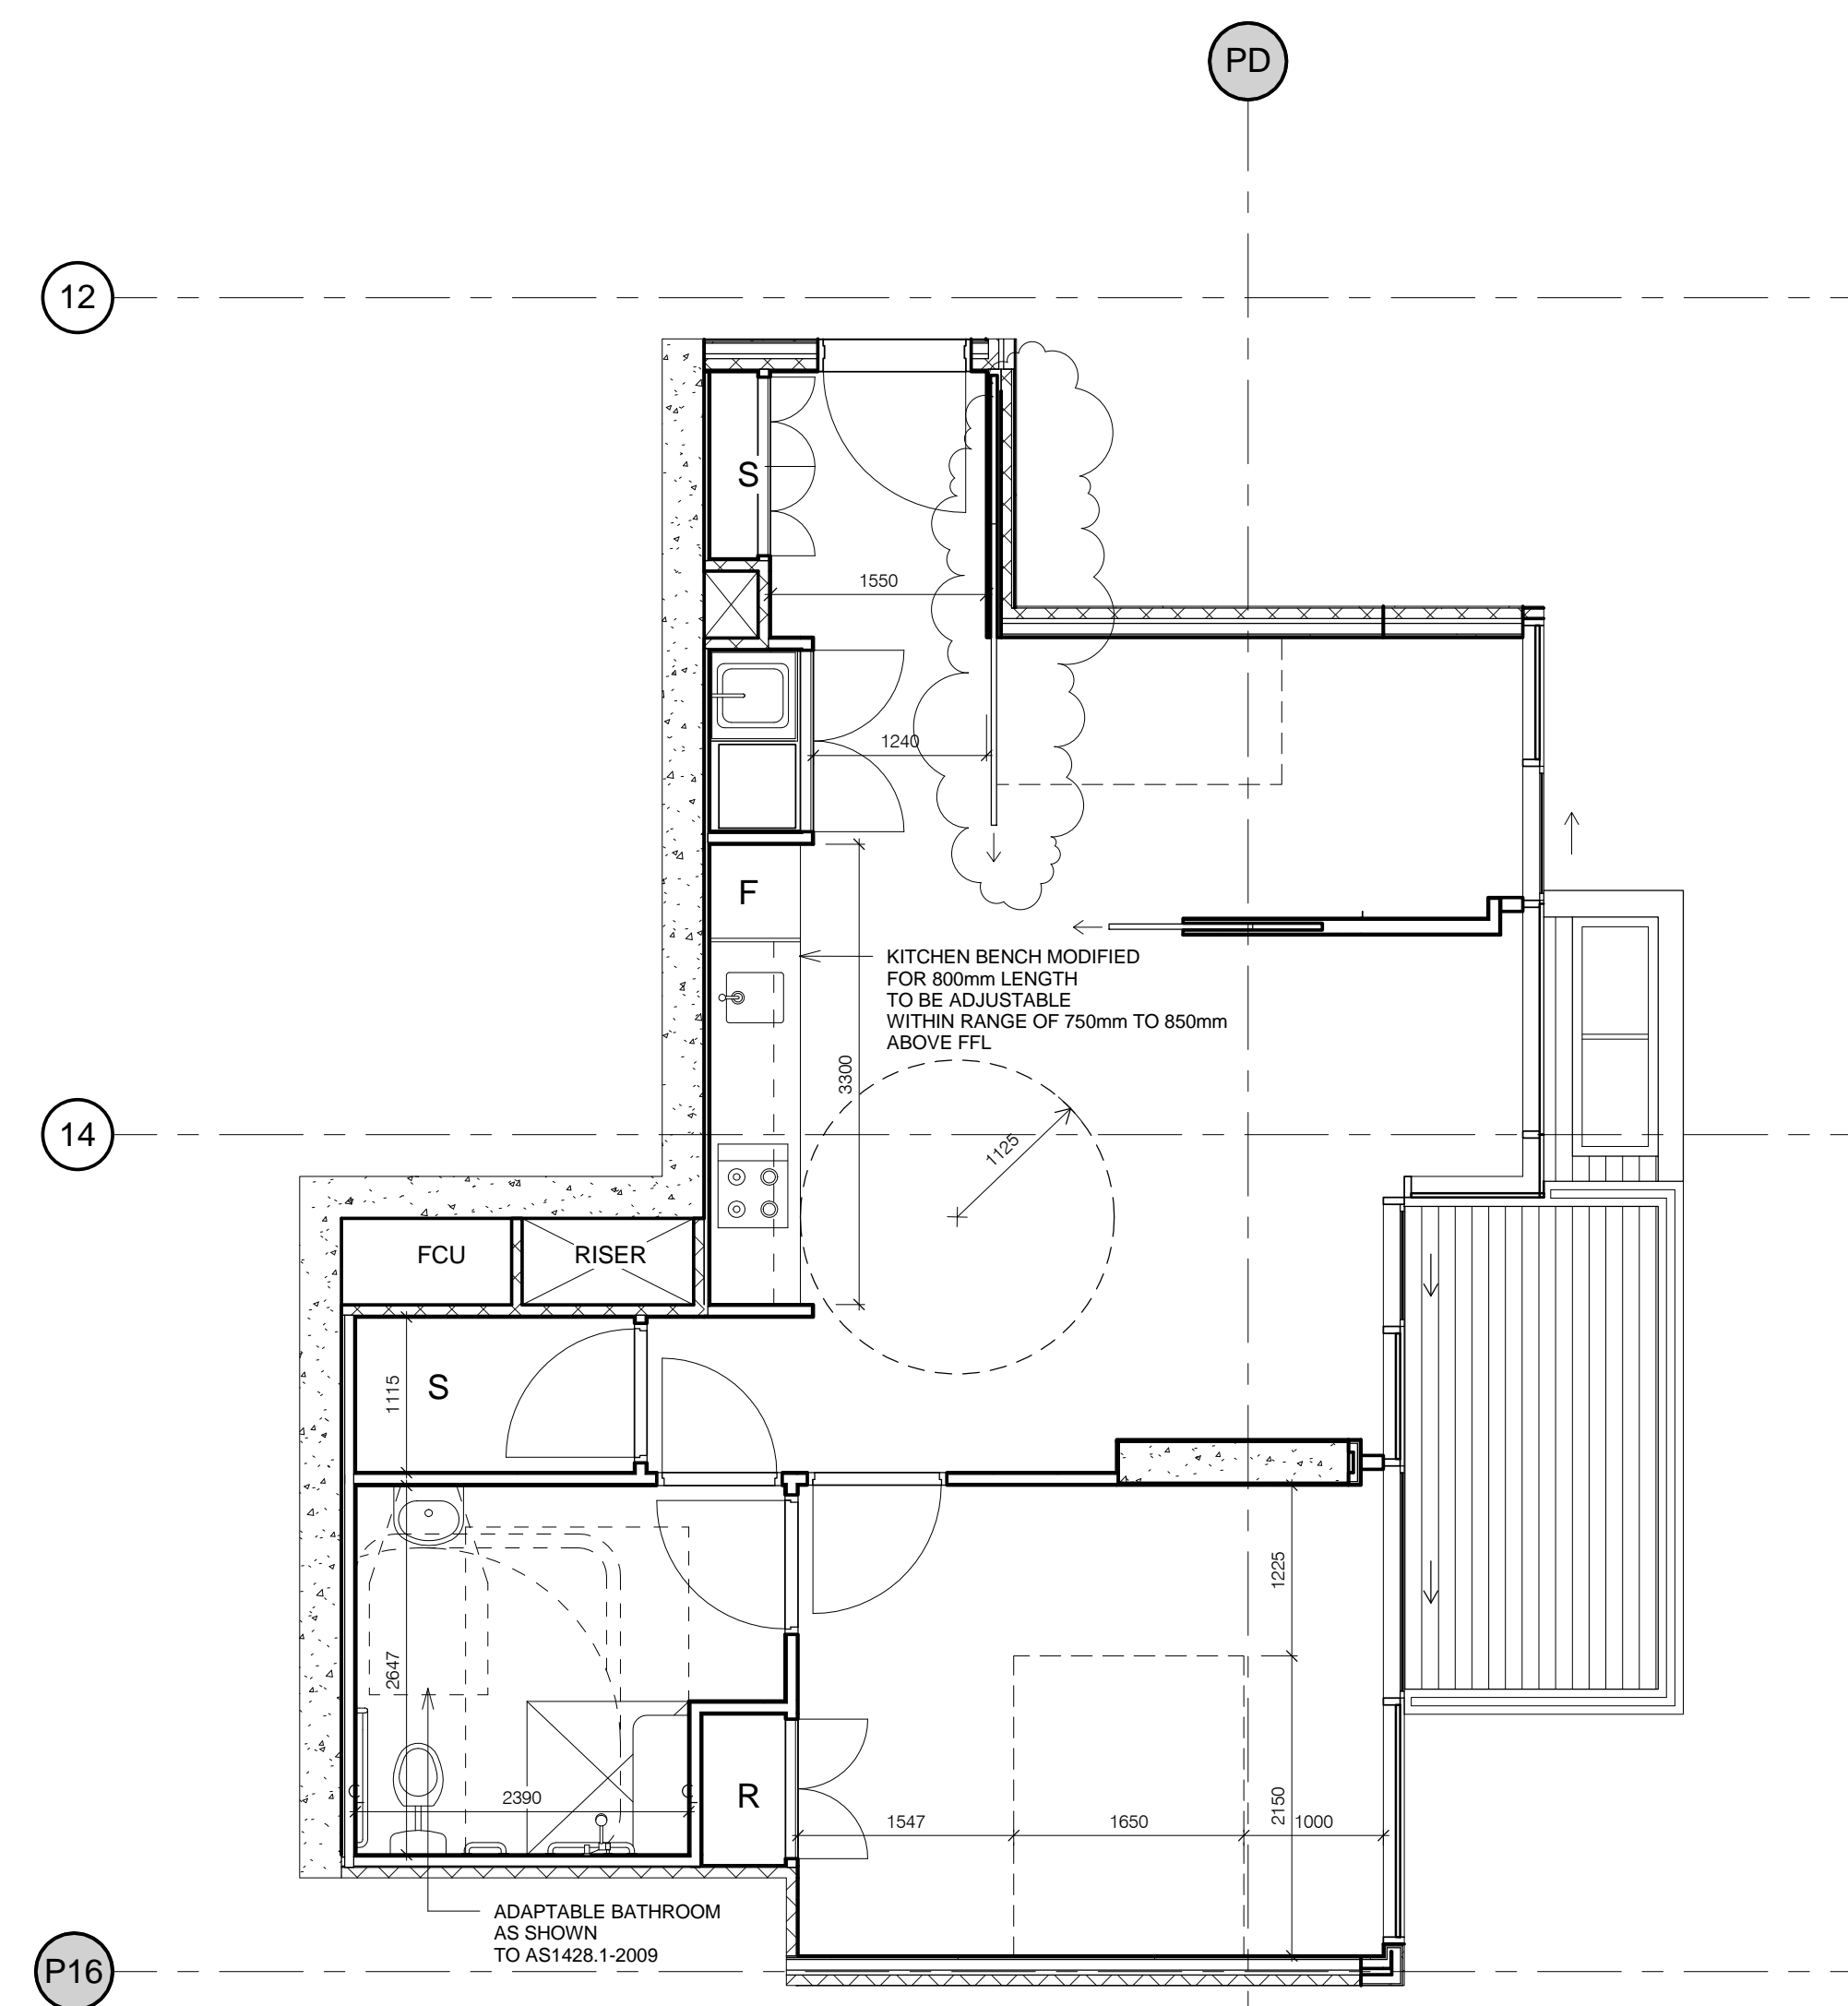 PD
12
S
1550
1240
F
KITCHEN BENCH MODIFIED
FOR 800mm LENGTH
TO BE ADJUSTABLE
WITHIN RANGE OF 750mm TO 850mm
ABOVE FFL
3300
14
1125
FCU
RISER
1115
S
1225
2647
2390
R
1547
1650
2150
1000
ADAPTABLE BATHROOM
AS SHOWN
TO AS1428.1-2009
P16